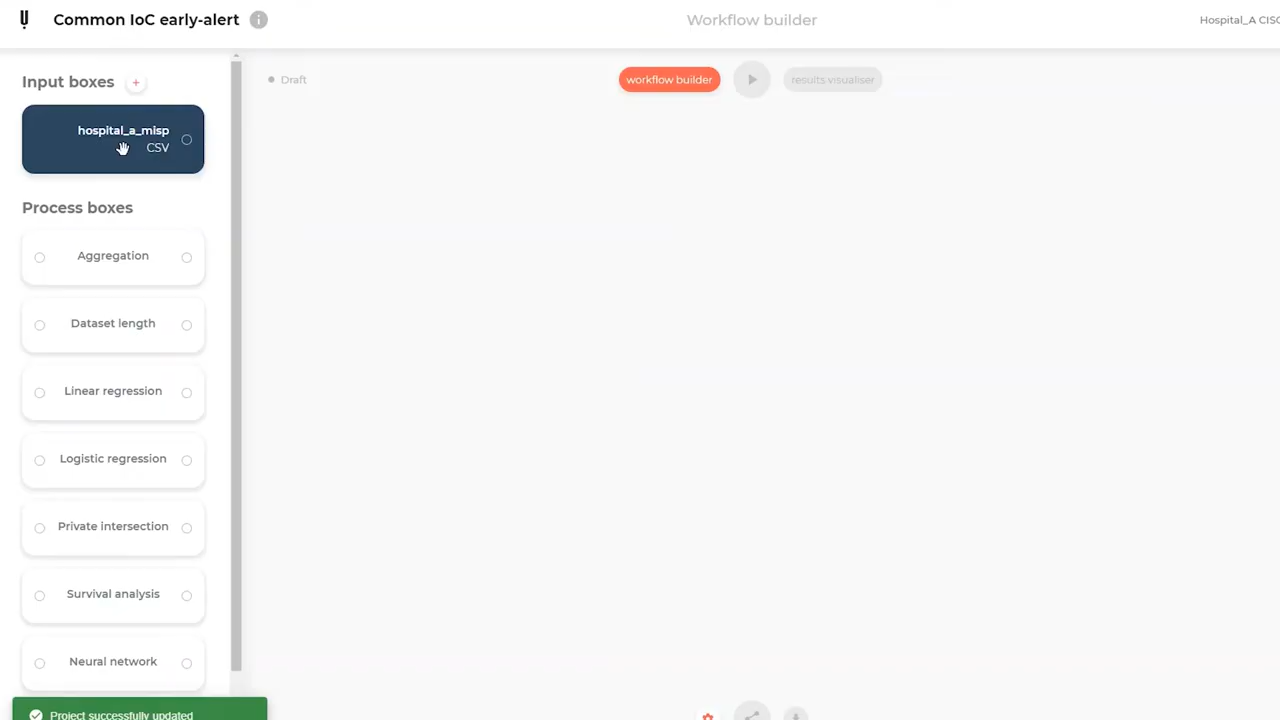 Common IoC early-alert
Workflow builder
Hospital_A CISC
Input boxes
+
Draft
workflow builder
results visualiser
hospital_a_misp
CSV
Process boxes
Aggregation
Dataset length
Linear regression
Logistic regression
Private intersection
Survival analysis
Neural network
Project successfully updated